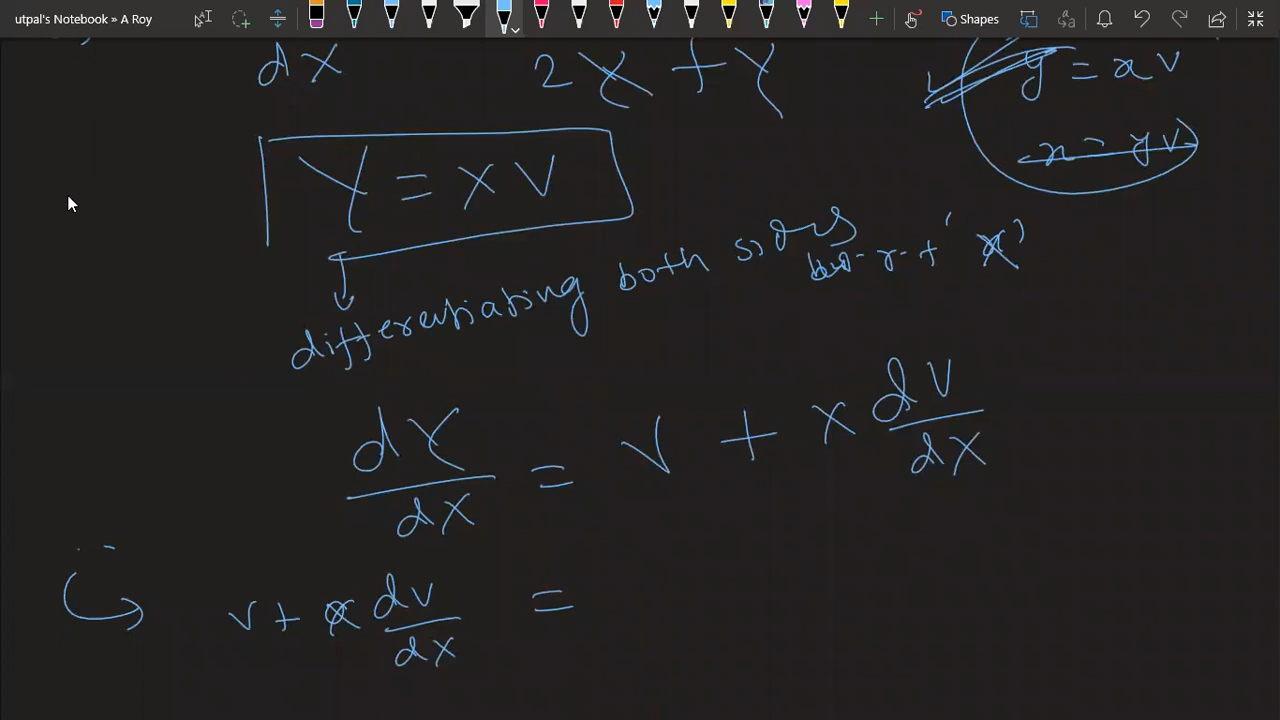 utpal's Notebook » A Roy
Shapes
dX 2X + Y
y = xv
x = yv
Y = XV
differentiating both sides w.r.t 'X'
dY/dX = V + X dV/dX
V + X dV/dX =